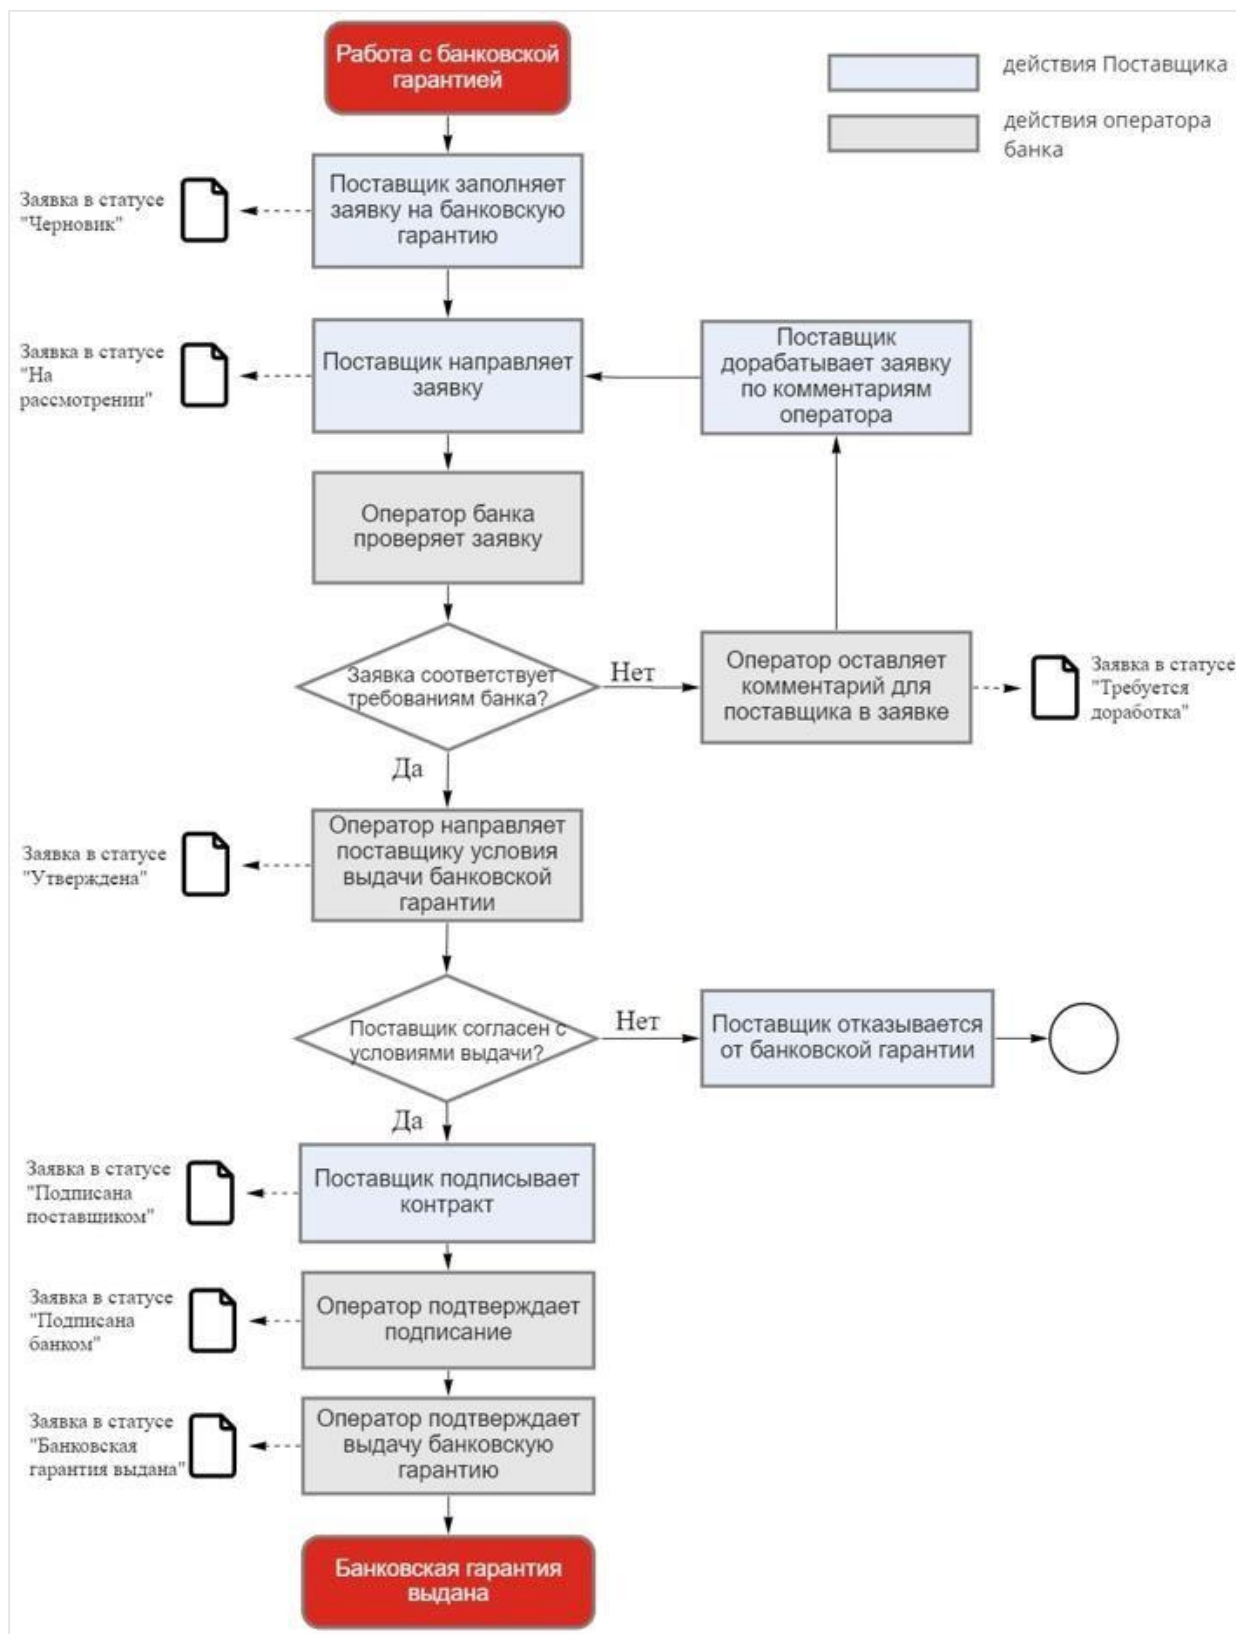 Работа с банковской
гарантией
действия Поставщика
действия оператора
банка
Поставщик заполняет
заявку на банковскую
гарантию
Заявка в статусе
"Черновик"
Поставщик направляет
заявку
Заявка в статусе
"На
рассмотрении"
Поставщик
дорабатывает заявку
по комментариям
оператора
Оператор банка
проверяет заявку
Заявка соответствует
требованиям банка?
Нет
Оператор оставляет
комментарий для
поставщика в заявке
Заявка в статусе
"Требуется
доработка"
Да
Оператор направляет
поставщику условия
выдачи банковской
гарантии
Заявка в статусе
"Утверждена"
Поставщик согласен с
условиями выдачи?
Нет
Поставщик отказывается
от банковской гарантии
Да
Поставщик подписывает
контракт
Заявка в статусе
"Подписана
поставщиком"
Оператор подтверждает
подписание
Заявка в статусе
"Подписана
банком"
Оператор подтверждает
выдачу банковскую
гарантию
Заявка в статусе
"Банковская
гарантия выдана"
Банковская гарантия
выдана